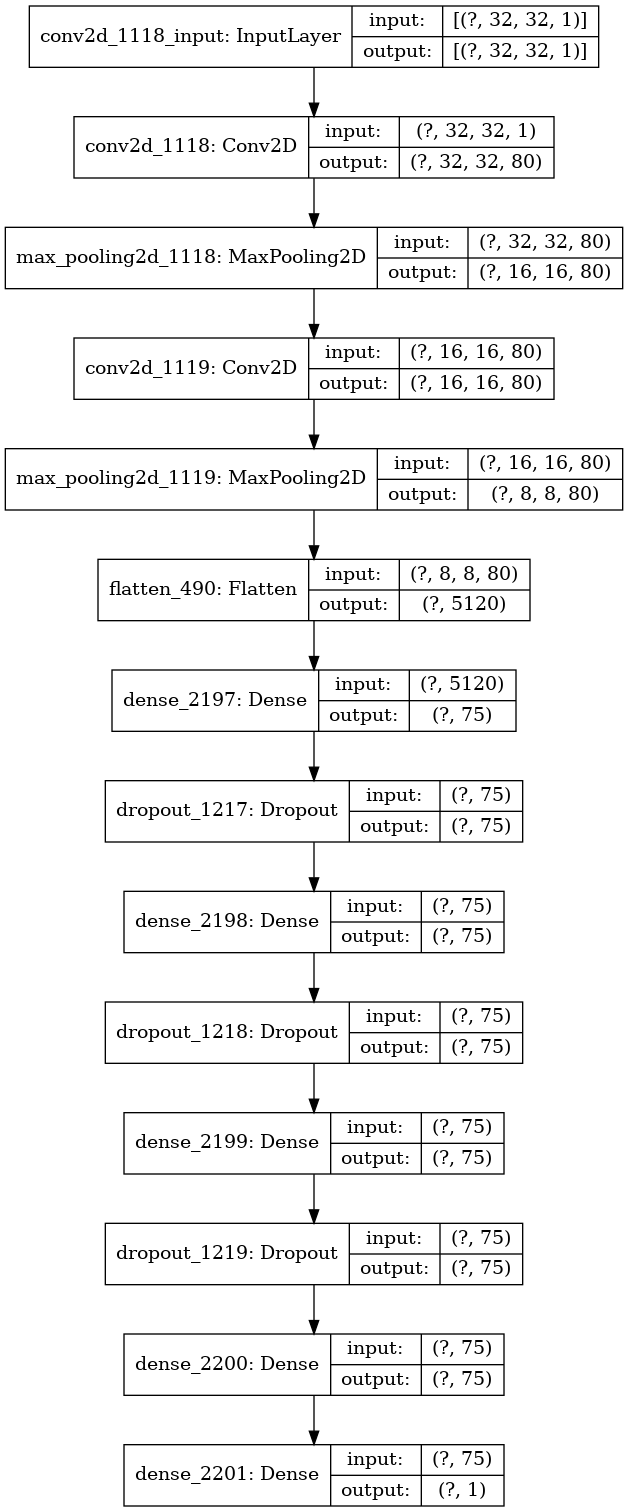 conv2d_1118_input: InputLayer input: [(?, 32, 32, 1)]
output: [(?, 32, 32, 1)]
conv2d_1118: Conv2D input: (?, 32, 32, 1)
output: (?, 32, 32, 80)
max_pooling2d_1118: MaxPooling2D input: (?, 32, 32, 80)
output: (?, 16, 16, 80)
conv2d_1119: Conv2D input: (?, 16, 16, 80)
output: (?, 16, 16, 80)
max_pooling2d_1119: MaxPooling2D input: (?, 16, 16, 80)
output: (?, 8, 8, 80)
flatten_490: Flatten input: (?, 8, 8, 80)
output: (?, 5120)
dense_2197: Dense input: (?, 5120)
output: (?, 75)
dropout_1217: Dropout input: (?, 75)
output: (?, 75)
dense_2198: Dense input: (?, 75)
output: (?, 75)
dropout_1218: Dropout input: (?, 75)
output: (?, 75)
dense_2199: Dense input: (?, 75)
output: (?, 75)
dropout_1219: Dropout input: (?, 75)
output: (?, 75)
dense_2200: Dense input: (?, 75)
output: (?, 75)
dense_2201: Dense input: (?, 75)
output: (?, 1)